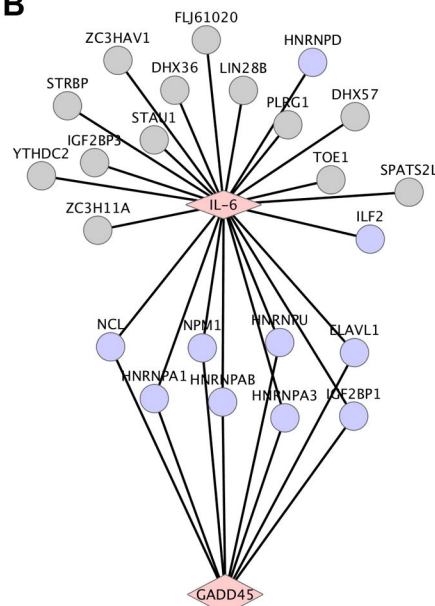 B
FLJ61020
ZC3HAV1
HNRNPD
DHX36
LIN28B
STRBP
PLRG1
DHX57
STAU1
IGF2BP3
YTHDC2
TOE1
SPATS2L
IL-6
ZC3H11A
ILF2
NCL
NPM1
HNRNPU
ELAVL1
HNRNPA1
HNRNPAB
HNRNPA3
IGF2BP1
GADD45